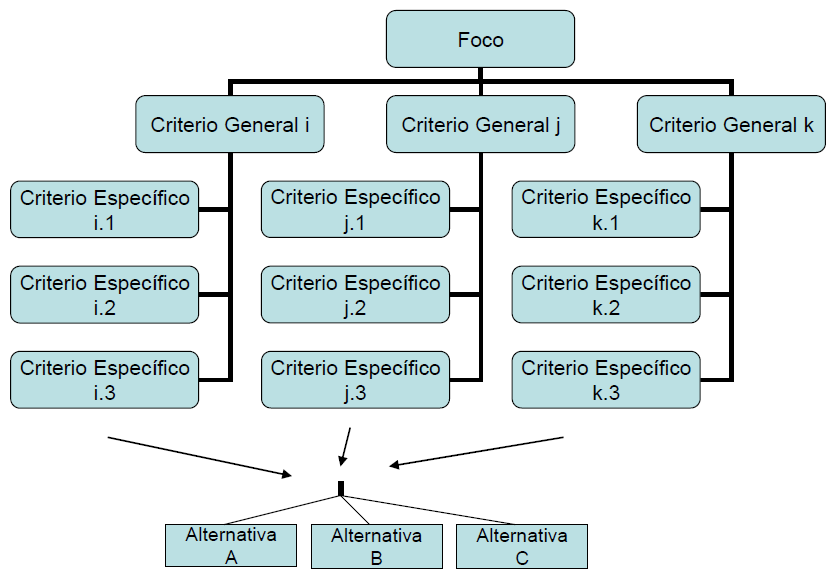 Foco
Criterio General i
Criterio General j
Criterio General k
Criterio Específico
i.1
Criterio Específico
j.1
Criterio Específico
k.1
Criterio Específico
i.2
Criterio Específico
j.2
Criterio Específico
k.2
Criterio Específico
i.3
Criterio Específico
j.3
Criterio Específico
k.3
Alternativa
A
Alternativa
B
Alternativa
C